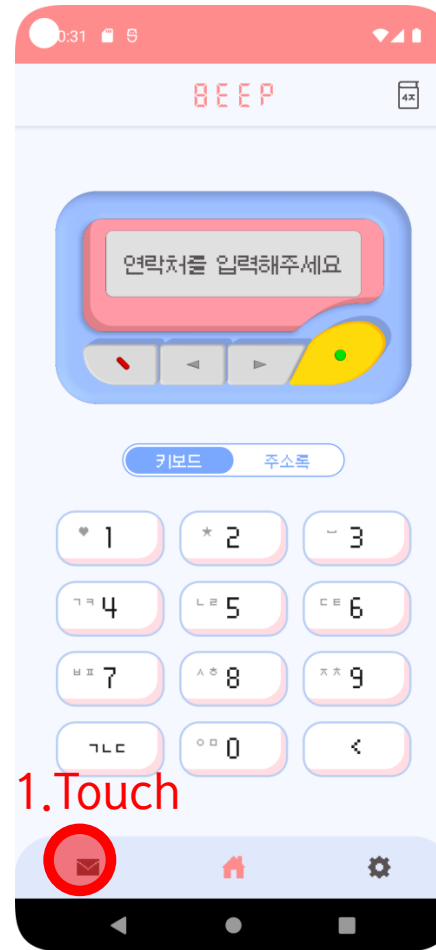 0:31
BEEP
4ㅈ
연락처를 입력해주세요
키보드 주소록
♥ 1 ★ 2 ⌣ 3
ㄱㅋ 4 ㄴㄹ 5 ㄷㅌ 6
ㅂㅍ 7 ㅅㅎ 8 ㅈㅊ 9
ㄱㄴㄷ ㅇㅁ 0 <
1.Touch